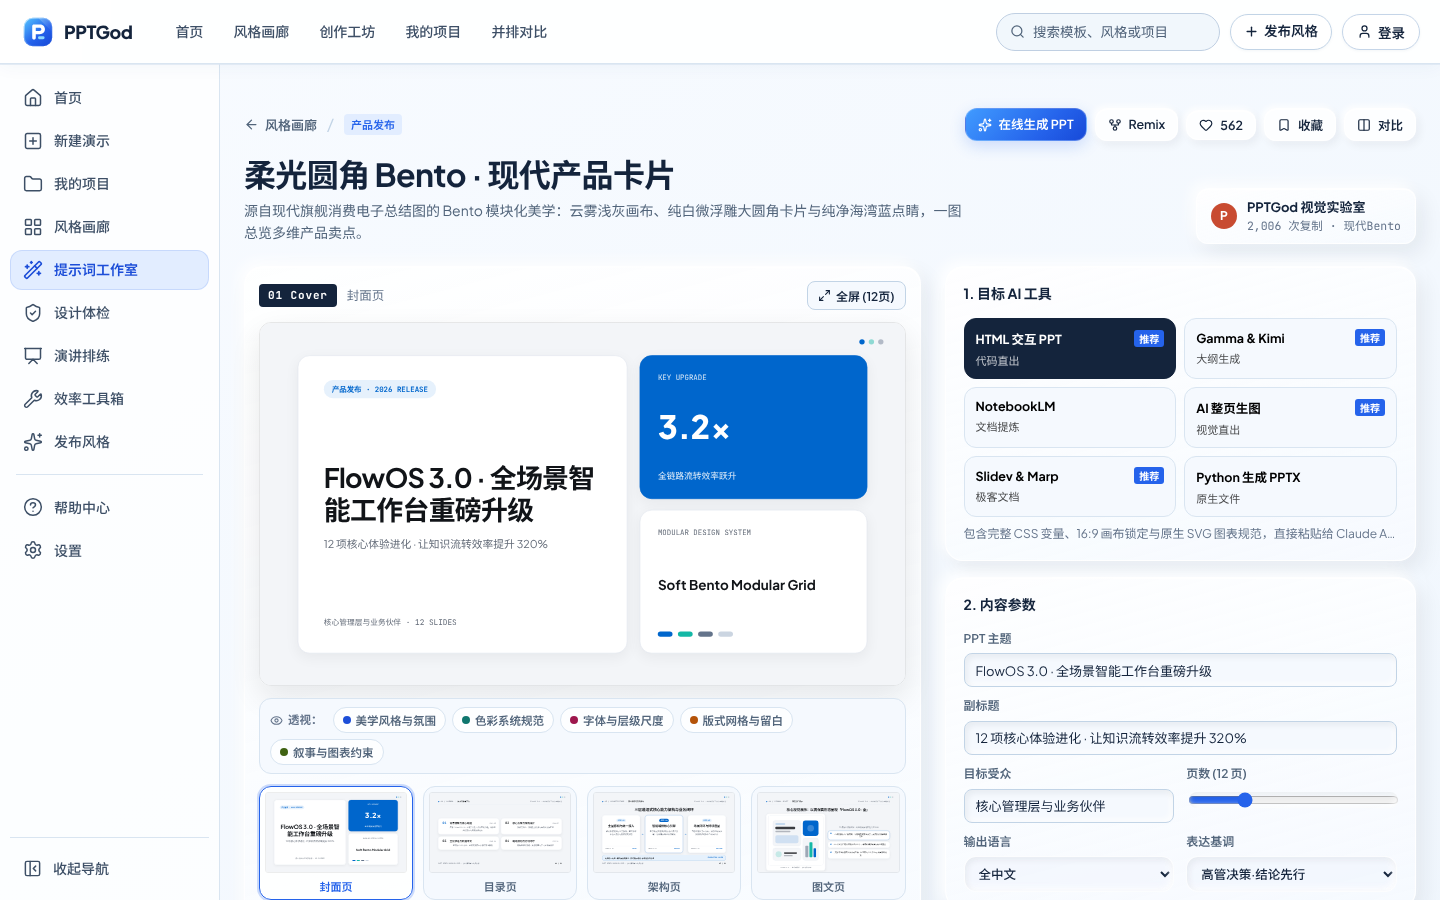 PPTGod
首页
风格画廊
创作工坊
我的项目
并排对比
搜索模板、风格或项目
发布风格
登录
首页
新建演示
我的项目
风格画廊
提示词工作室
设计体检
演讲排练
效率工具箱
发布风格
帮助中心
设置
收起导航
风格画廊 / 产品发布
在线生成 PPT
Remix
562
收藏
对比
柔光圆角 Bento · 现代产品卡片
源自现代旗舰消费电子总结图的 Bento 模块化美学：云雾浅灰画布、纯白微浮雕大圆角卡片与纯净海湾蓝点睛，一图
总览多维产品卖点。
P
PPTGod 视觉实验室
2,006 次复制 · 现代Bento
01 Cover 封面页
全屏 (12页)
产品发布 · 2026 RELEASE
FlowOS 3.0 · 全场景智
能工作台重磅升级
12 项核心体验进化 · 让知识流转效率提升 320%
核心管理层与业务伙伴 · 12 SLIDES
KEY UPGRADE
3.2×
全链路流转效率跃升
MODULAR DESIGN SYSTEM
Soft Bento Modular Grid
透视：
美学风格与氛围
色彩系统规范
字体与层级尺度
版式网格与留白
叙事与图表约束
封面页
目录页
架构页
图文页
1. 目标 AI 工具
HTML 交互 PPT 推荐
代码直出
Gamma & Kimi 推荐
大纲生成
NotebookLM
文档提炼
AI 整页生图 推荐
视觉直出
Slidev & Marp 推荐
极客文档
Python 生成 PPTX
原生文件
包含完整 CSS 变量、16:9 画布锁定与原生 SVG 图表规范，直接粘贴给 Claude A...
2. 内容参数
PPT 主题
FlowOS 3.0 · 全场景智能工作台重磅升级
副标题
12 项核心体验进化 · 让知识流转效率提升 320%
目标受众
核心管理层与业务伙伴
页数 (12 页)
输出语言
全中文
表达基调
高管决策·结论先行